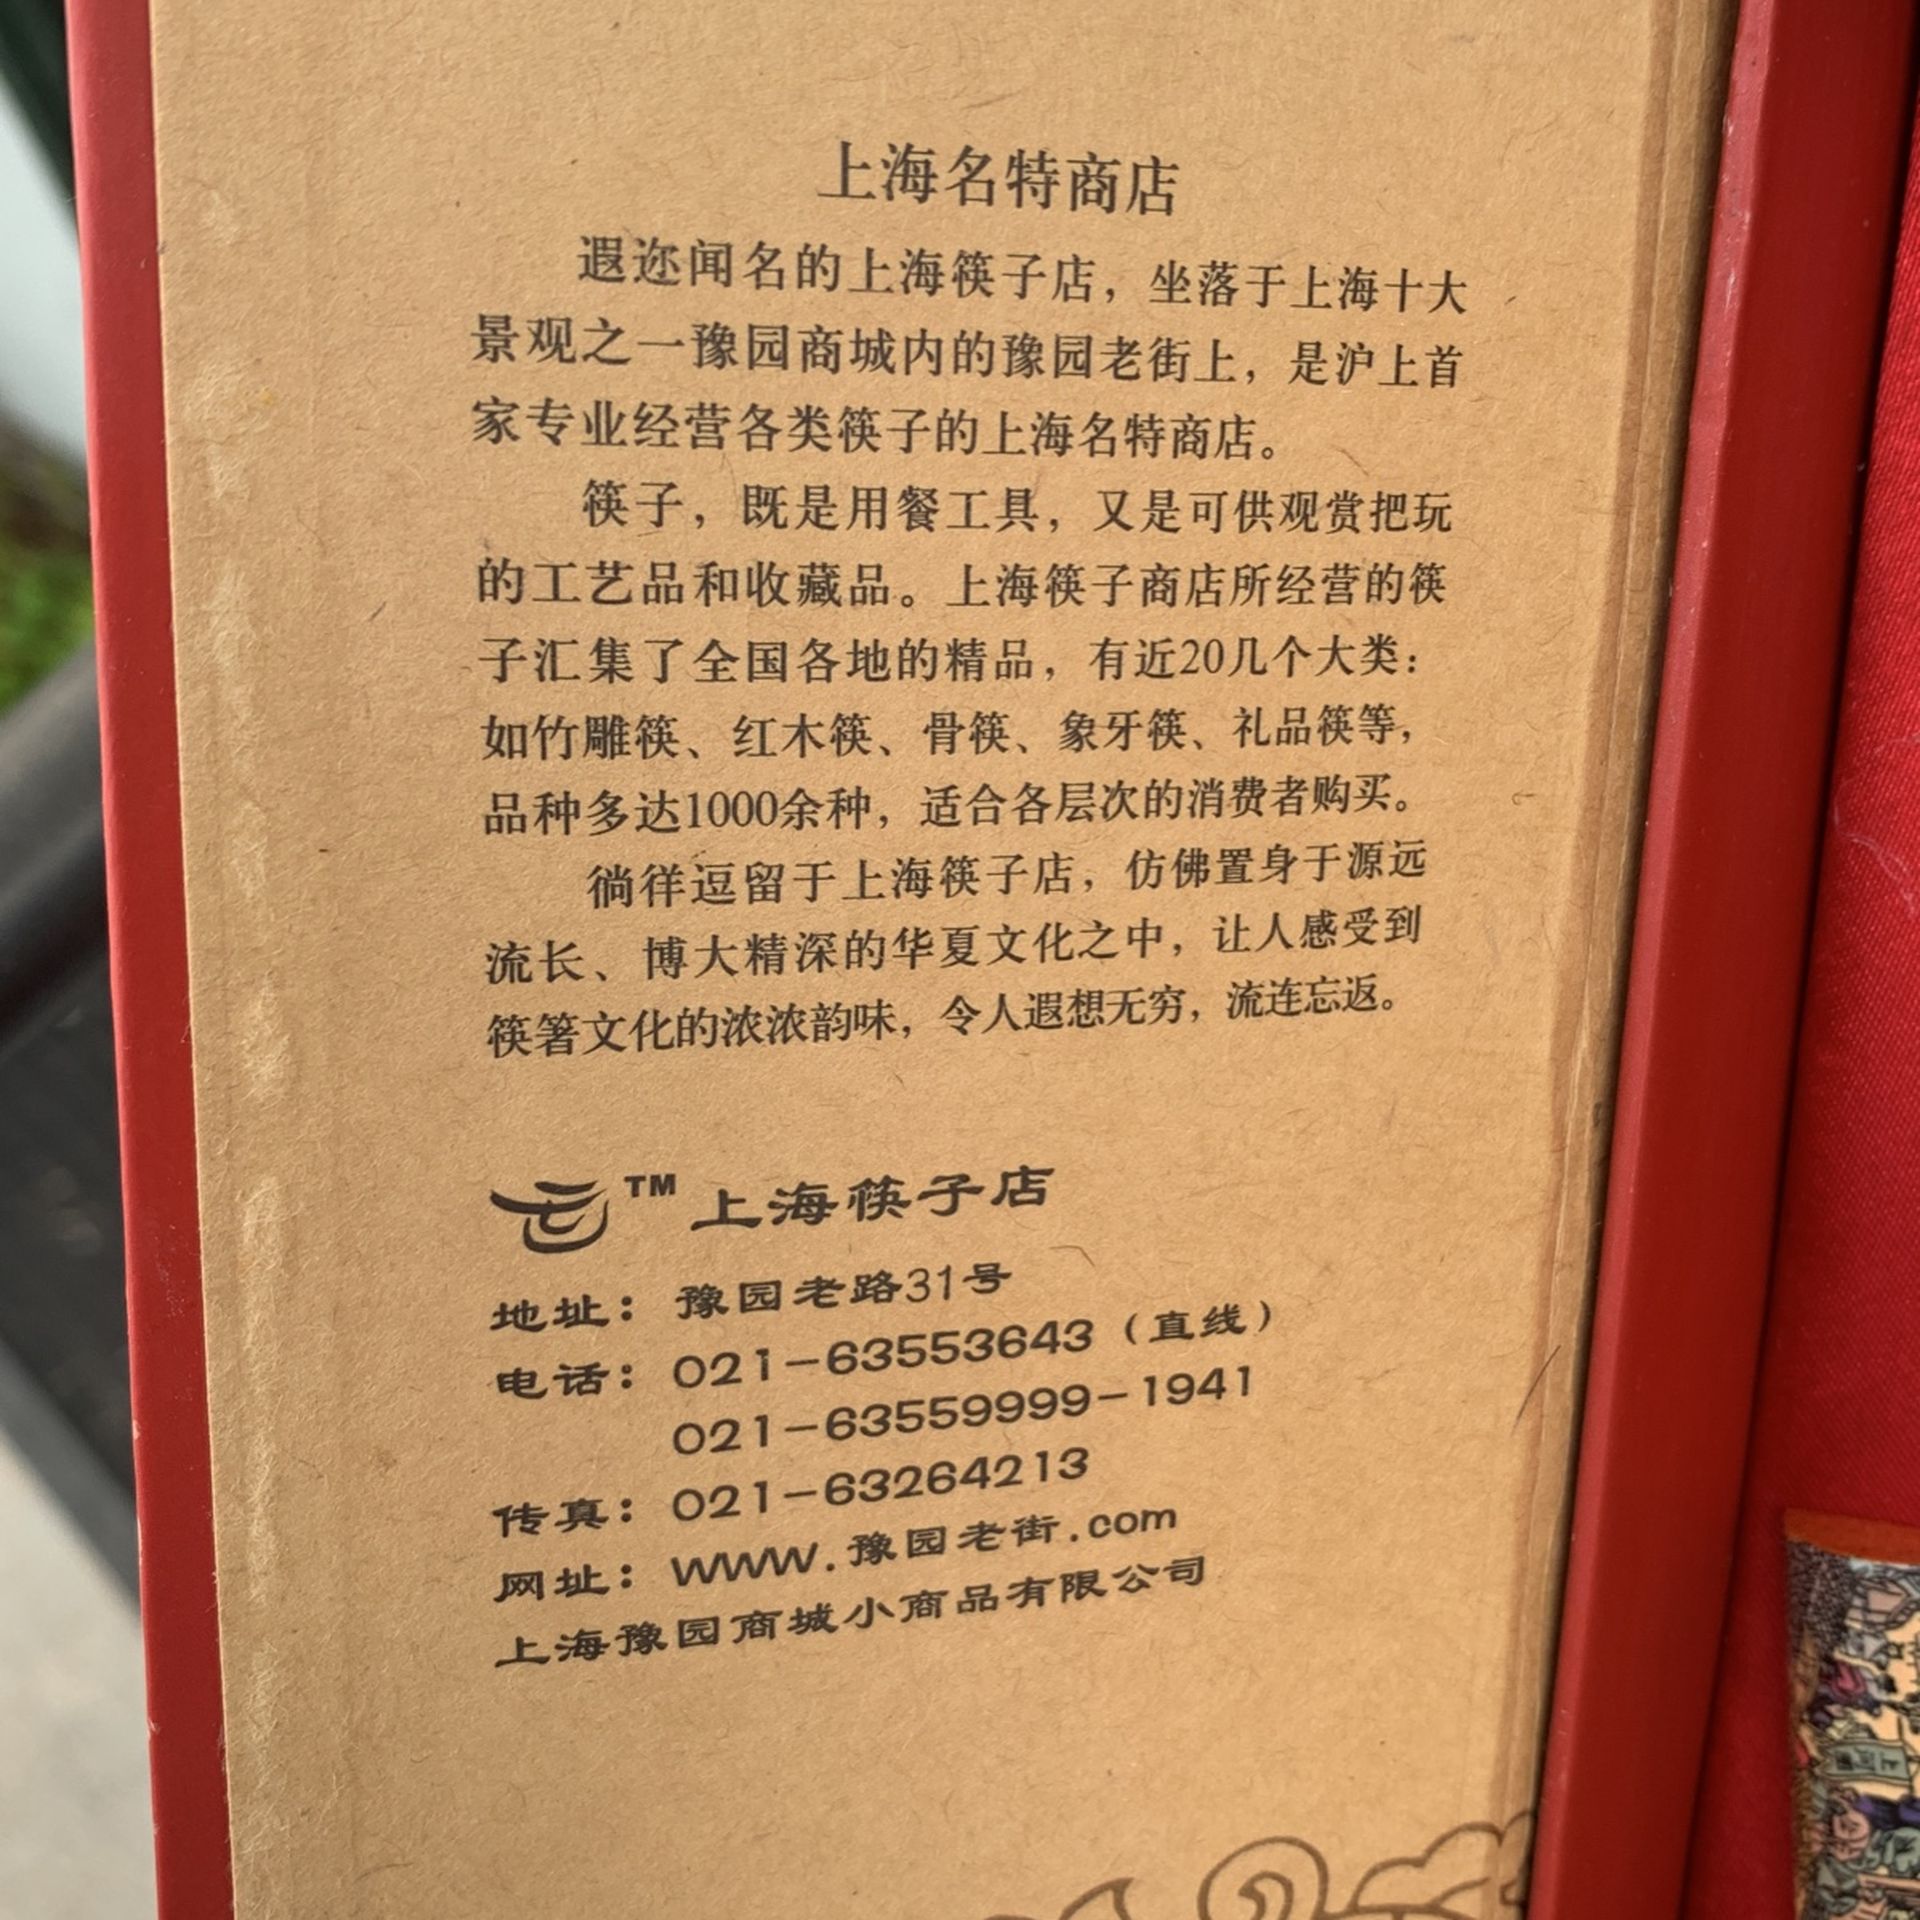 上海名特商店
遐迩闻名的上海筷子店，坐落于上海十大
景观之一豫园商城内的豫园老街上，是沪上首
家专业经营各类筷子的上海名特商店。
筷子，既是用餐工具，又是可供观赏把玩
的工艺品和收藏品。上海筷子商店所经营的筷
子汇集了全国各地的精品，有近20几个大类：
如竹雕筷、红木筷、骨筷、象牙筷、礼品筷等，
品种多达1000余种，适合各层次的消费者购买。
徜徉逗留于上海筷子店，仿佛置身于源远
流长、博大精深的华夏文化之中，让人感受到
筷箸文化的浓浓韵味，令人遐想无穷，流连忘返。
TM 上海筷子店
地址：豫园老路31号
电话：021-63553643（直线）
021-63559999-1941
传真：021-63264213
网址：WWW.豫园老街.com
上海豫园商城小商品有限公司